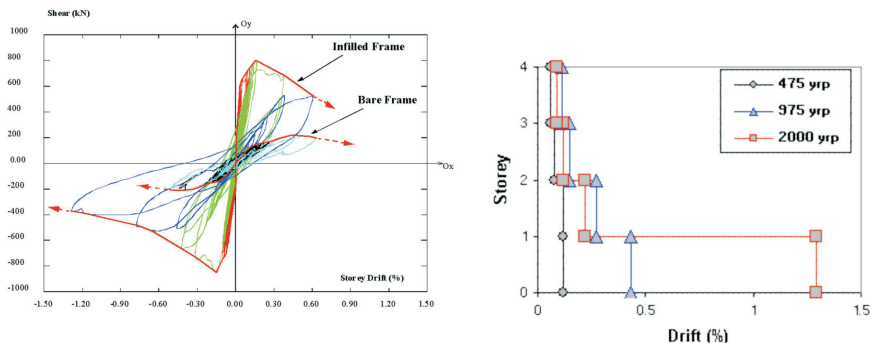 Shear (kN)
Oy
1000
800
600
400
200
0.00
-200
-400
-600
-800
-1000
Infilled Frame
Bare Frame
Ox
Storey Drift (%)
-1.50
-1.20
-0.90
-0.60
-0.30
0.00
0.30
0.60
0.90
1.20
1.50
Storey
4
3
2
1
0
475 yrp
975 yrp
2000 yrp
0
0.5
1
1.5
Drift (%)